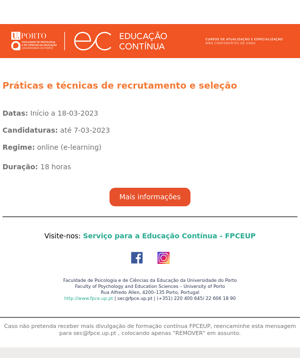 U.PORTO
FACULDADE DE PSICOLOGIA
E DE CIÊNCIAS DA EDUCAÇÃO
UNIVERSIDADE DO PORTO
EDUCAÇÃO
CONTÍNUA
CURSOS DE ATUALIZAÇÃO E ESPECIALIZAÇÃO
NÃO CONFERENTES DE GRAU
Práticas e técnicas de recrutamento e seleção
Datas: Início a 18-03-2023
Candidaturas: até 7-03-2023
Regime: online (e-learning)
Duração: 18 horas
Mais informações
Visite-nos: Serviço para a Educação Contínua - FPCEUP
Faculdade de Psicologia e de Ciências da Educação da Universidade do Porto
Faculty of Psychology and Education Sciences - University of Porto
Rua Alfredo Allen, 4200-135 Porto, Portugal
http://www.fpce.up.pt | sec@fpce.up.pt | (+351) 220 400 645/ 22 606 18 90
Caso não pretenda receber mais divulgação de formação contínua FPCEUP, reencaminhe esta mensagem
para sec@fpce.up.pt , colocando apenas "REMOVER" em assunto.